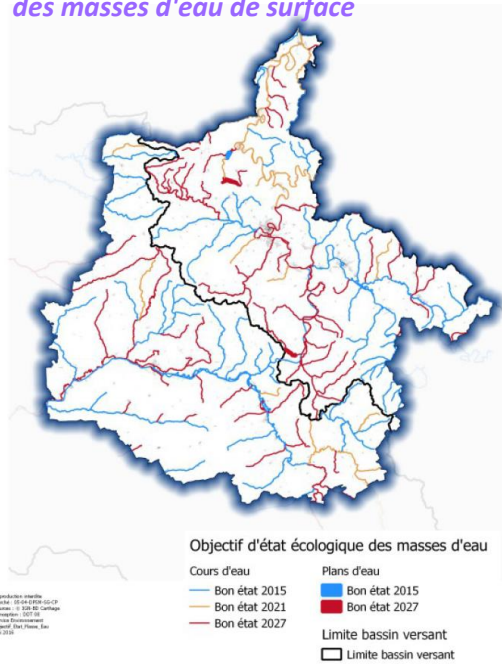 des masses d'eau de surface
Objectif d'état écologique des masses d'eau
Cours d'eau
Bon état 2015
Bon état 2021
Bon état 2027
Plans d'eau
Bon état 2015
Bon état 2027
Limite bassin versant
Limite bassin versant